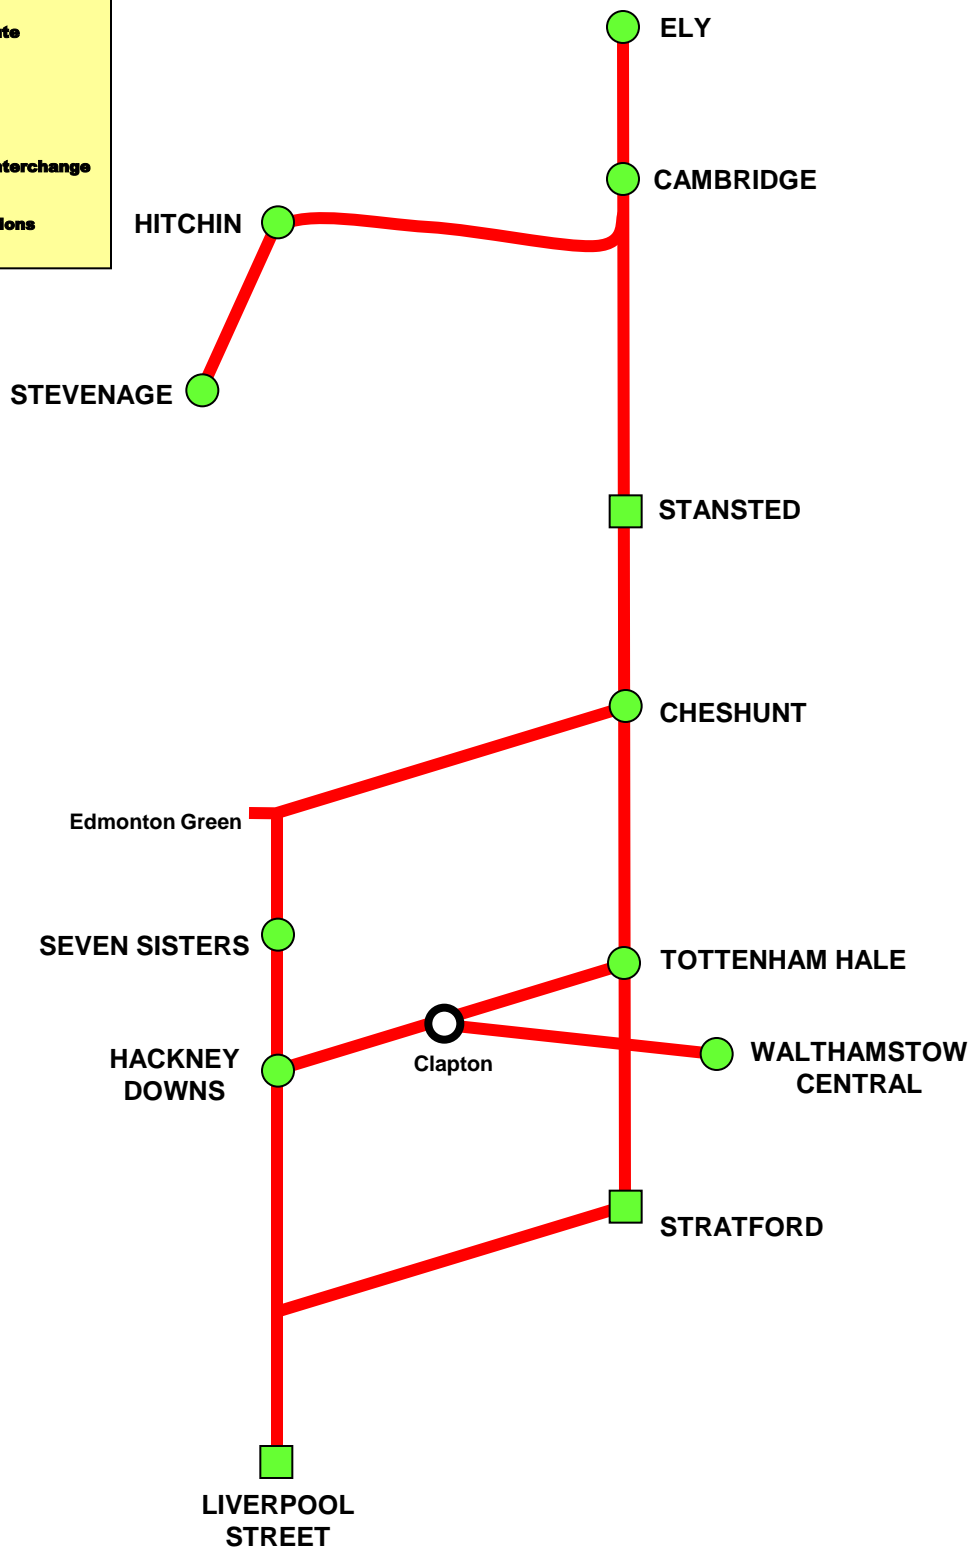 ELY
CAMBRIDGE
HITCHIN
STEVENAGE
STANSTED
CHESHUNT
Edmonton Green
SEVEN SISTERS
TOTTENHAM HALE
HACKNEY
DOWNS
Clapton
WALTHAMSTOW
CENTRAL
STRATFORD
LIVERPOOL
STREET